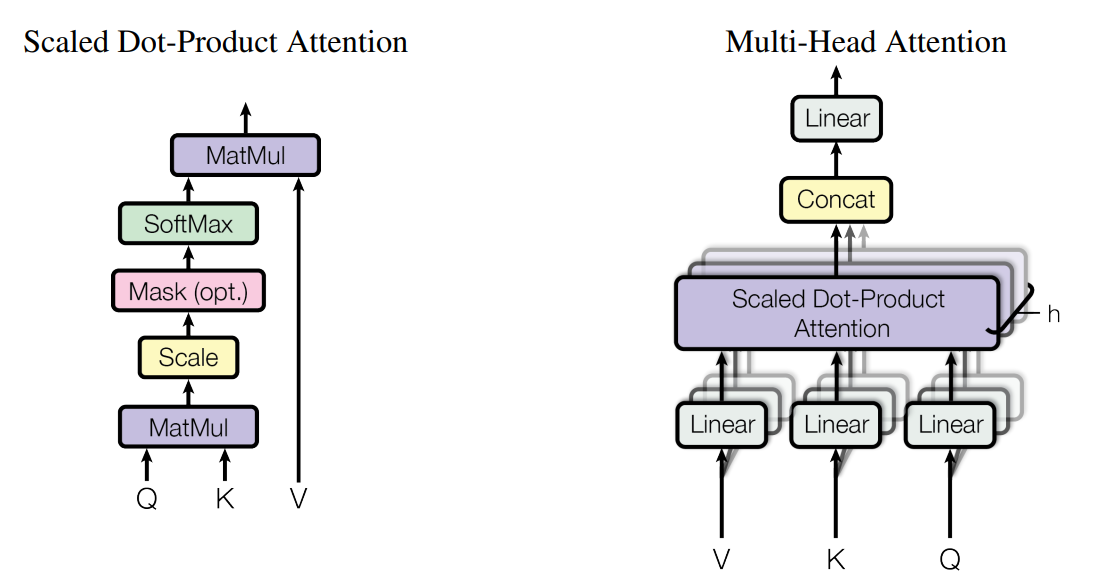 Scaled Dot-Product Attention
MatMul
SoftMax
Mask (opt.)
Scale
MatMul
Q K V
Multi-Head Attention
Linear
Concat
Scaled Dot-Product
Attention
h
Linear Linear Linear
V K Q